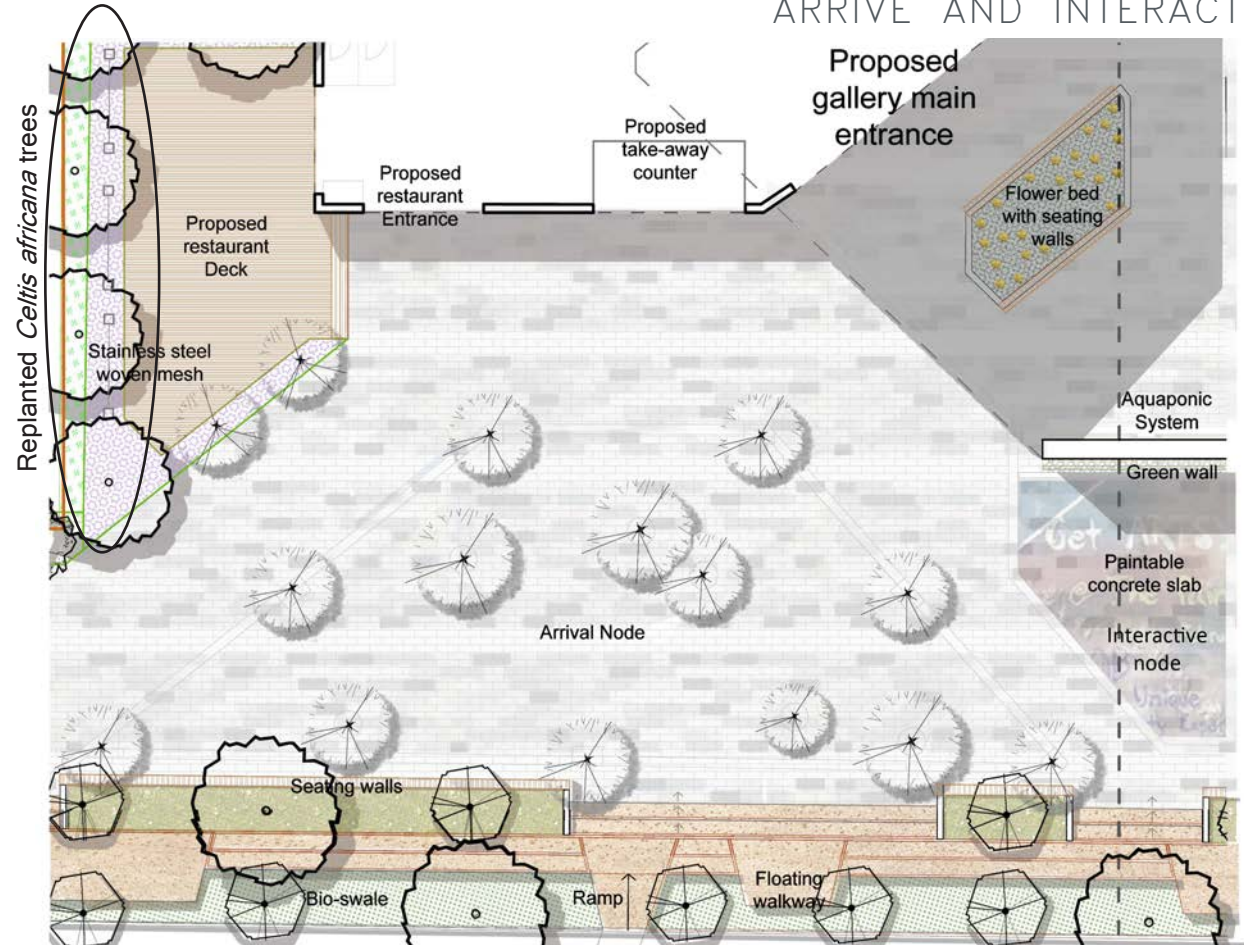 ARRIVE AND INTERACT
Replanted Celtis africana trees
Proposed
gallery main
entrance
Proposed
take-away
counter
Proposed
restaurant
Entrance
Proposed
restaurant
Deck
Flower bed
with seating
walls
Stainless steel
woven mesh
Aquaponic
System
Green wall
Get
Paintable
concrete slab
Interactive
node
Unique
Arrival Node
Seating walls
Bio-swale
Ramp
Floating
walkway